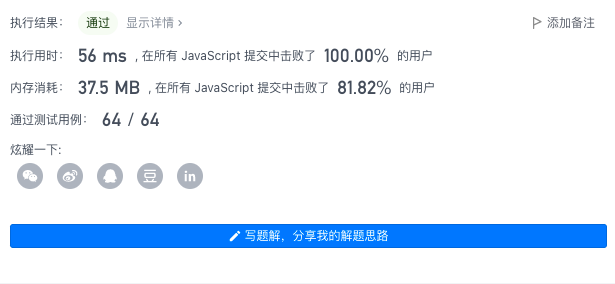 执行结果： 通过 显示详情 › 添加备注
执行用时： 56 ms , 在所有 JavaScript 提交中击败了 100.00% 的用户
内存消耗： 37.5 MB , 在所有 JavaScript 提交中击败了 81.82% 的用户
通过测试用例： 64 / 64
炫耀一下:
豆 in
写题解，分享我的解题思路